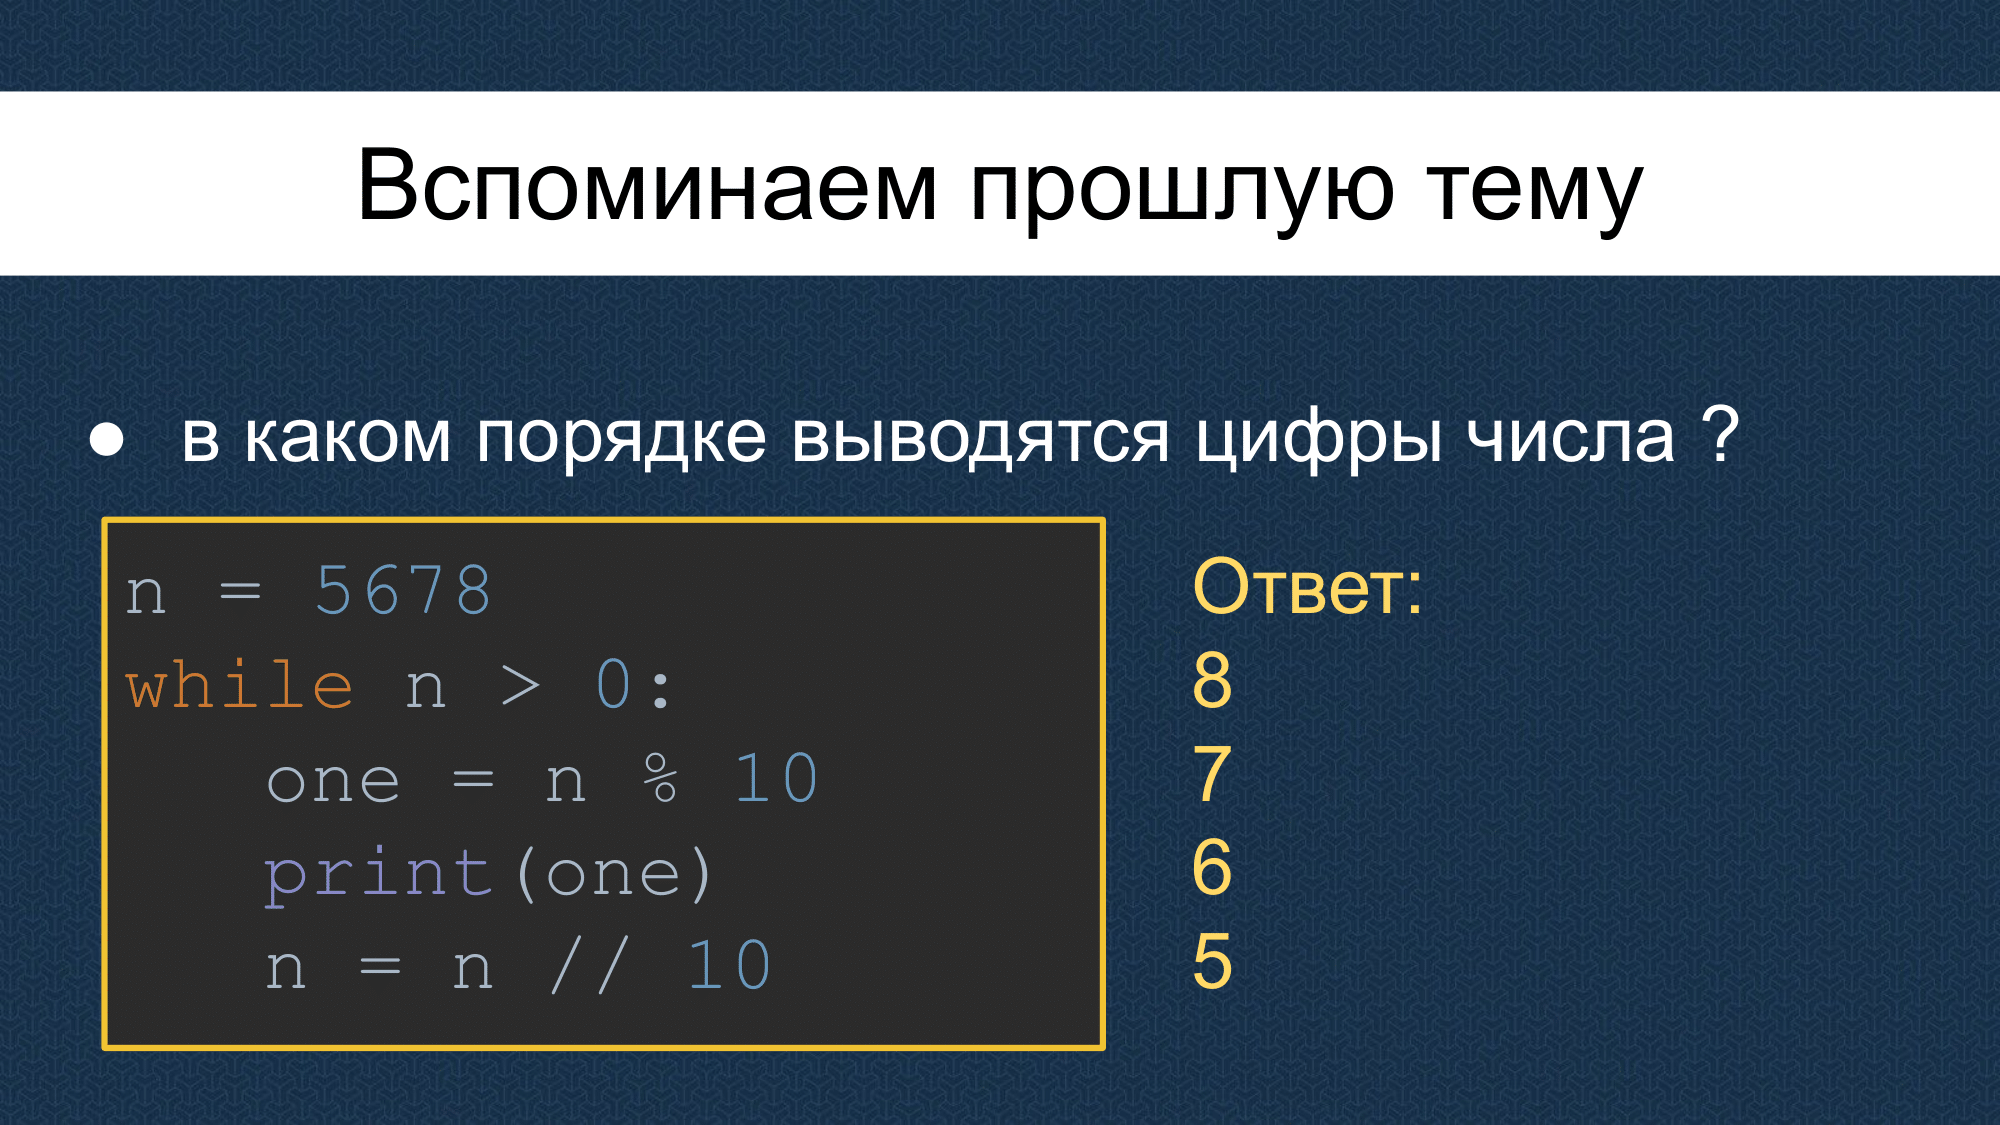 Вспоминаем прошлую тему
● в каком порядке выводятся цифры числа ?
n = 5678
while n > 0:
   one = n % 10
   print(one)
   n = n // 10
Ответ:
8
7
6
5